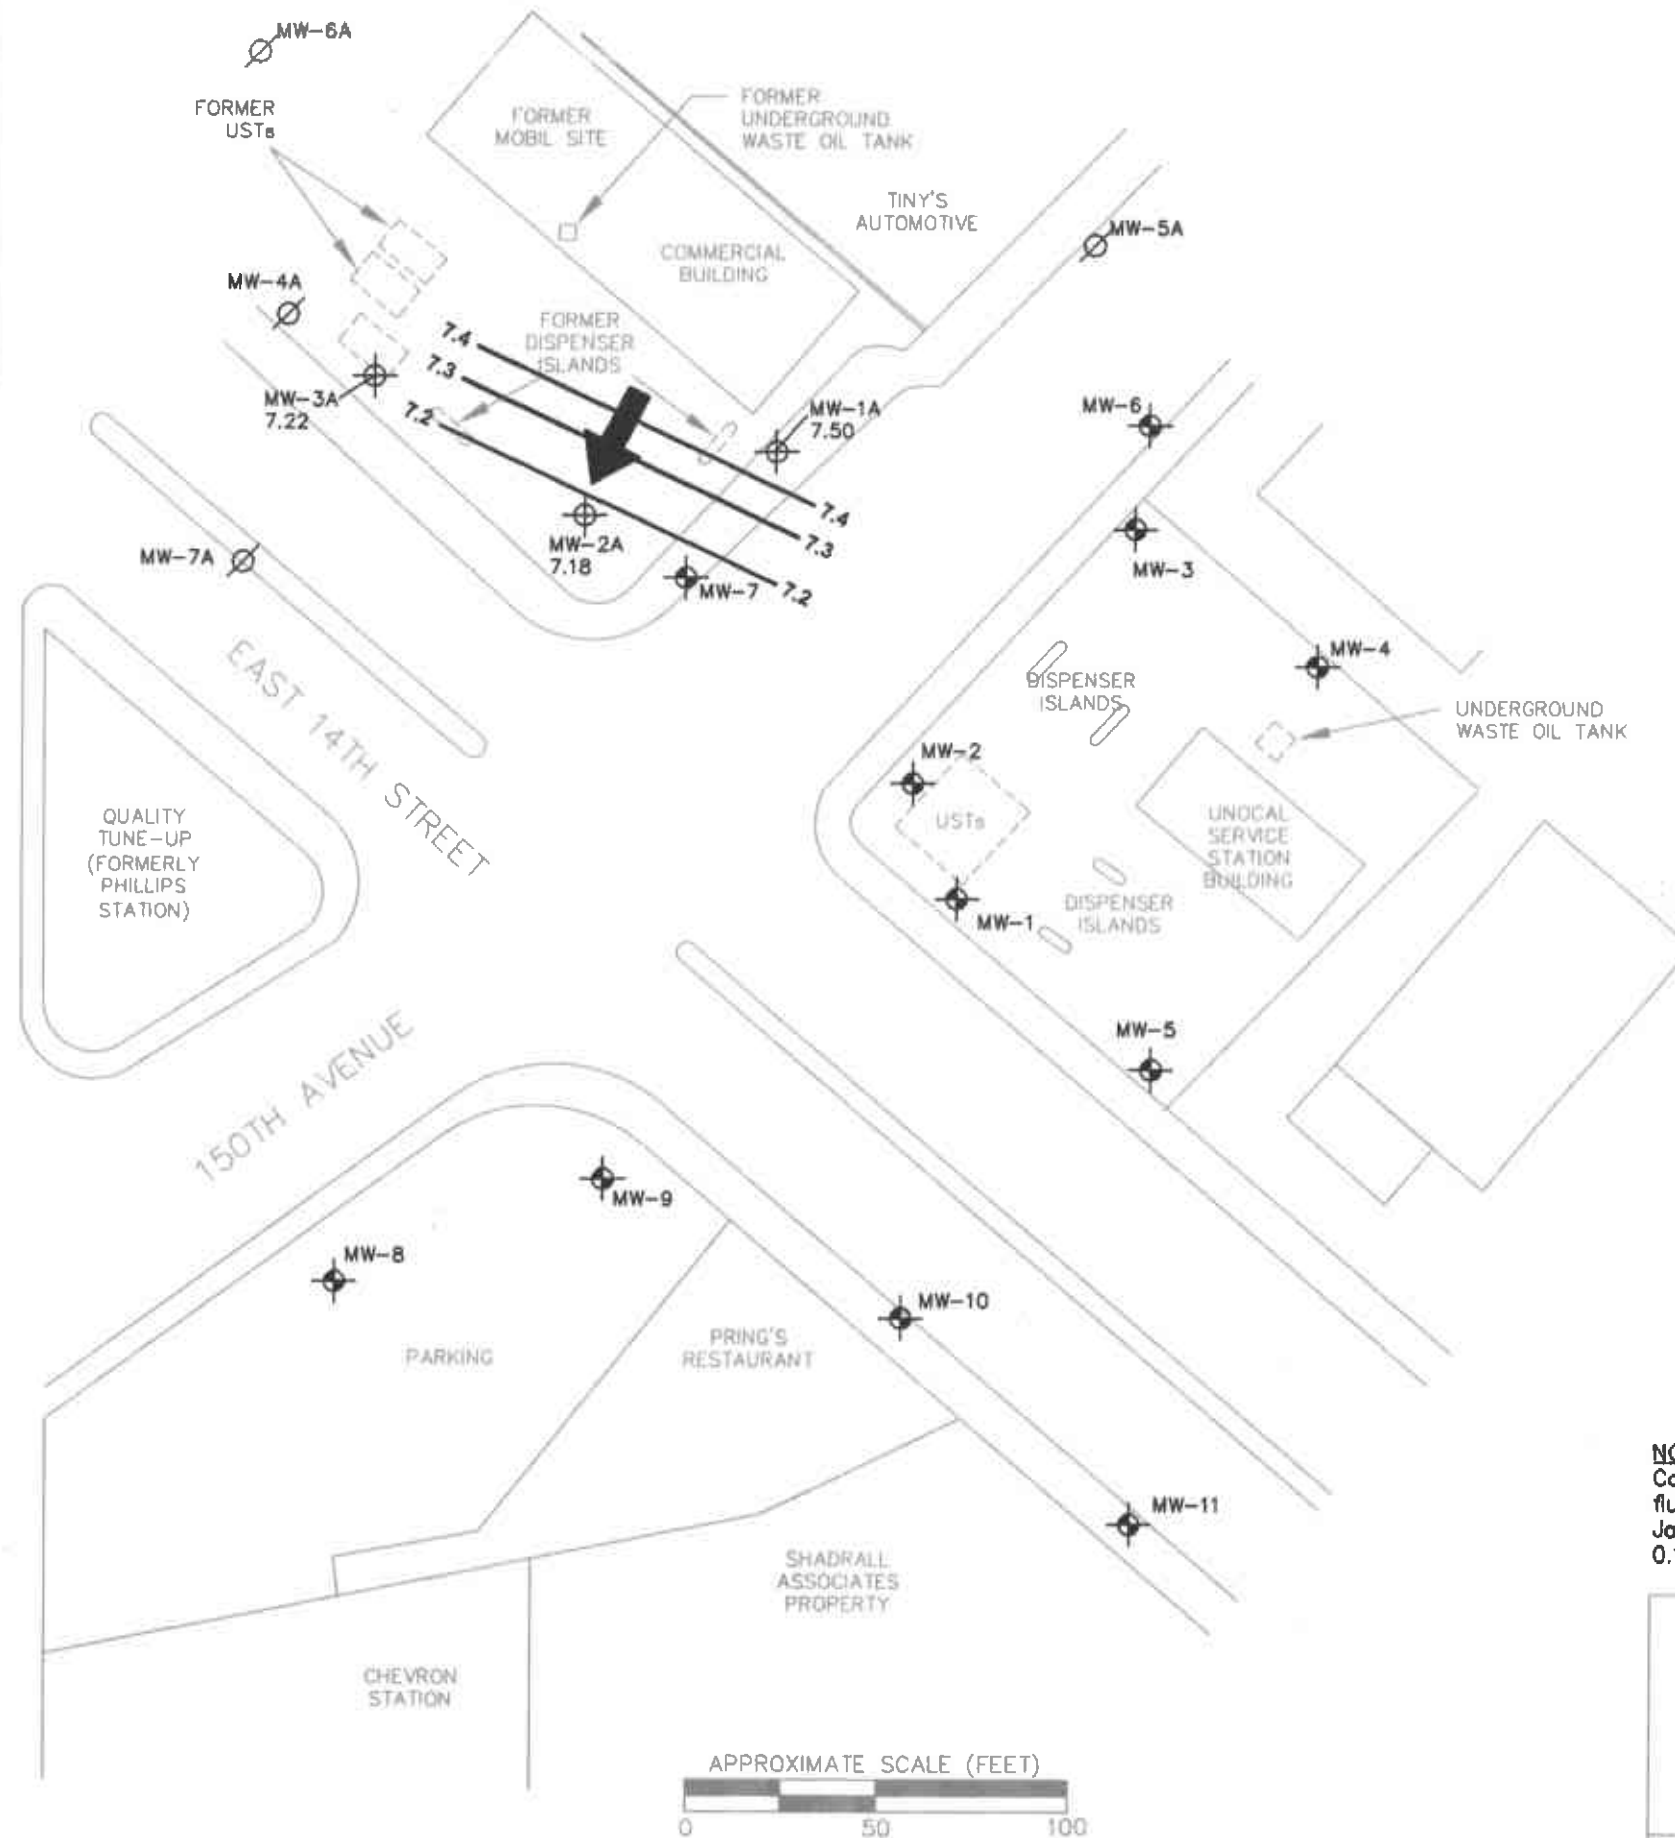 MW-6A
FORMER
USTs
FORMER
MOBIL SITE
FORMER
UNDERGROUND
WASTE OIL TANK
TINY'S
AUTOMOTIVE
COMMERCIAL
BUILDING
MW-5A
MW-4A
FORMER
DISPENSER
ISLANDS
7.4
7.3
7.2
MW-3A
7.22
MW-1A
7.50
MW-6
7.4
7.3
7.2
MW-2A
7.18
MW-7
MW-7A
MW-3
MW-4
EAST 14TH STREET
DISPENSER
ISLANDS
UNDERGROUND
WASTE OIL TANK
MW-2
USTs
UNOCAL
SERVICE
STATION
BUILDING
QUALITY
TUNE-UP
(FORMERLY
PHILLIPS
STATION)
MW-1
DISPENSER
ISLANDS
MW-5
150TH AVENUE
MW-9
MW-8
MW-10
PARKING
PRING'S
RESTAURANT
MW-11
SHADRALL
ASSOCIATES
PROPERTY
CHEVRON
STATION
APPROXIMATE SCALE (FEET)
0 50 100